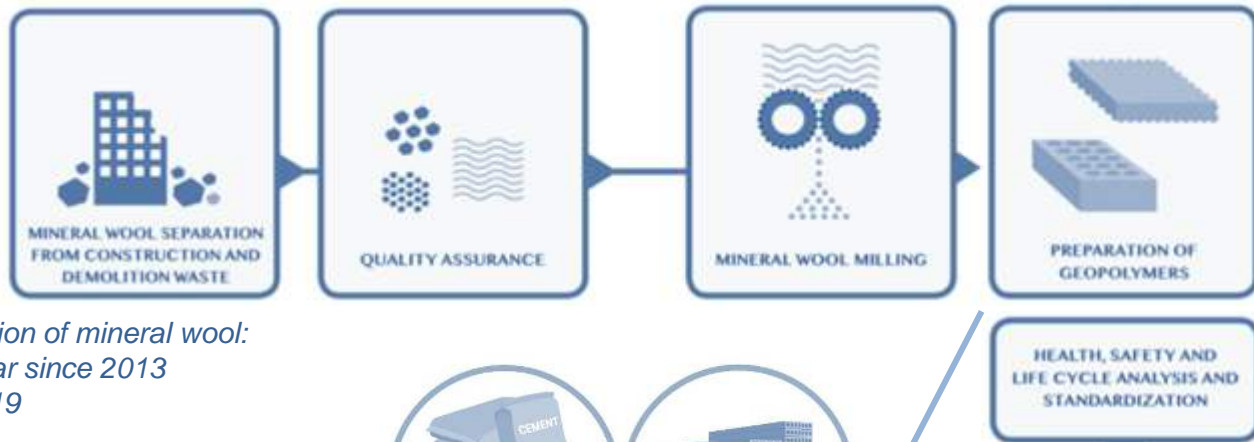 MINERAL WOOL SEPARATION
FROM CONSTRUCTION AND
DEMOLITION WASTE
QUALITY ASSURANCE
MINERAL WOOL MILLING
PREPARATION OF
GEOPOLYMERS
HEALTH, SAFETY AND
LIFE CYCLE ANALYSIS AND
STANDARDIZATION
ion of mineral wool:
ar since 2013
19
CEMENT